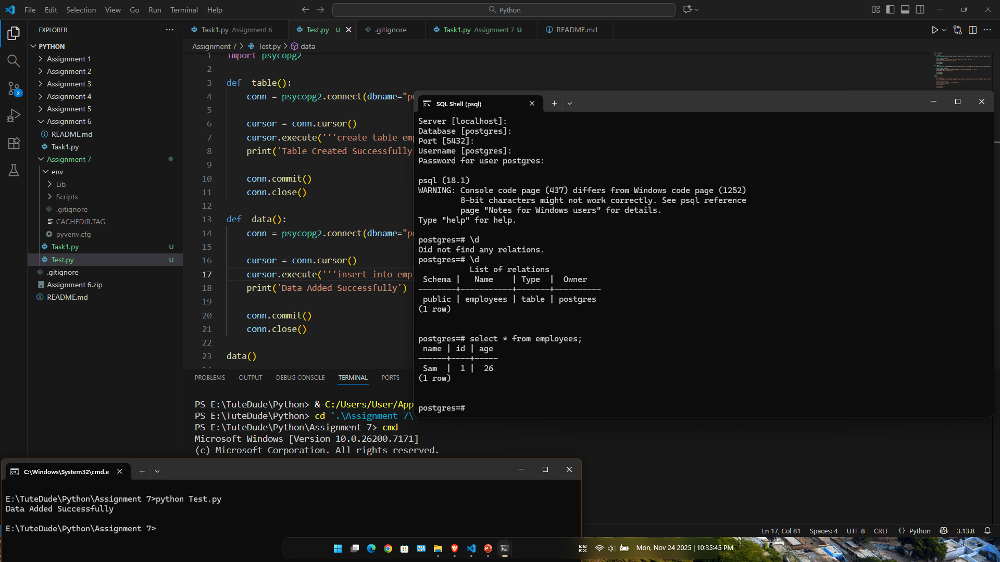 File Edit Selection View Go Run Terminal Help
Python
EXPLORER
PYTHON
Assignment 1
Assignment 2
Assignment 3
Assignment 4
Assignment 5
Assignment 6
README.md
Task1.py
Assignment 7
env
Lib
Scripts
.gitignore
CACHEDIR.TAG
pyvenv.cfg
Task1.py U
Test.py U
.gitignore
Assignment 6.zip
README.md
2
Task1.py Assignment 6 Test.py U .gitignore Task1.py Assignment 7 U README.md
Assignment 7 > Test.py > data
1 import psycopg2
2
3 def table():
4 conn = psycopg2.connect(dbname="po
5
6 cursor = conn.cursor()
7 cursor.execute('''create table emp
8 print('Table Created Successfully
9
10 conn.commit()
11 conn.close()
12
13 def data():
14 conn = psycopg2.connect(dbname="po
15
16 cursor = conn.cursor()
17 cursor.execute('''insert into empl
18 print('Data Added Successfully')
19
20 conn.commit()
21 conn.close()
22
23 data()
PROBLEMS OUTPUT DEBUG CONSOLE TERMINAL PORTS
PS E:\TuteDude\Python> & C:/Users/User/App
PS E:\TuteDude\Python> cd '.\Assignment 7\
PS E:\TuteDude\Python\Assignment 7> cmd
Microsoft Windows [Version 10.0.26200.7171]
(c) Microsoft Corporation. All rights reserved.
SQL Shell (psql)
Server [localhost]:
Database [postgres]:
Port [5432]:
Username [postgres]:
Password for user postgres:
psql (18.1)
WARNING: Console code page (437) differs from Windows code page (1252)
8-bit characters might not work correctly. See psql reference
page "Notes for Windows users" for details.
Type "help" for help.
postgres=# \d
Did not find any relations.
postgres=# \d
List of relations
Schema | Name | Type | Owner
--------+-----------+-------+----------
public | employees | table | postgres
(1 row)
postgres=# select * from employees;
name | id | age
------+----+-----
Sam | 1 | 26
(1 row)
postgres=#
C:\Windows\System32\cmd.e
E:\TuteDude\Python\Assignment 7>python Test.py
Data Added Successfully
E:\TuteDude\Python\Assignment 7>
Ln 17, Col 81 Spaces: 4 UTF-8 CRLF {} Python 3.13.8
Mon, Nov 24 2025 | 10:35:45 PM